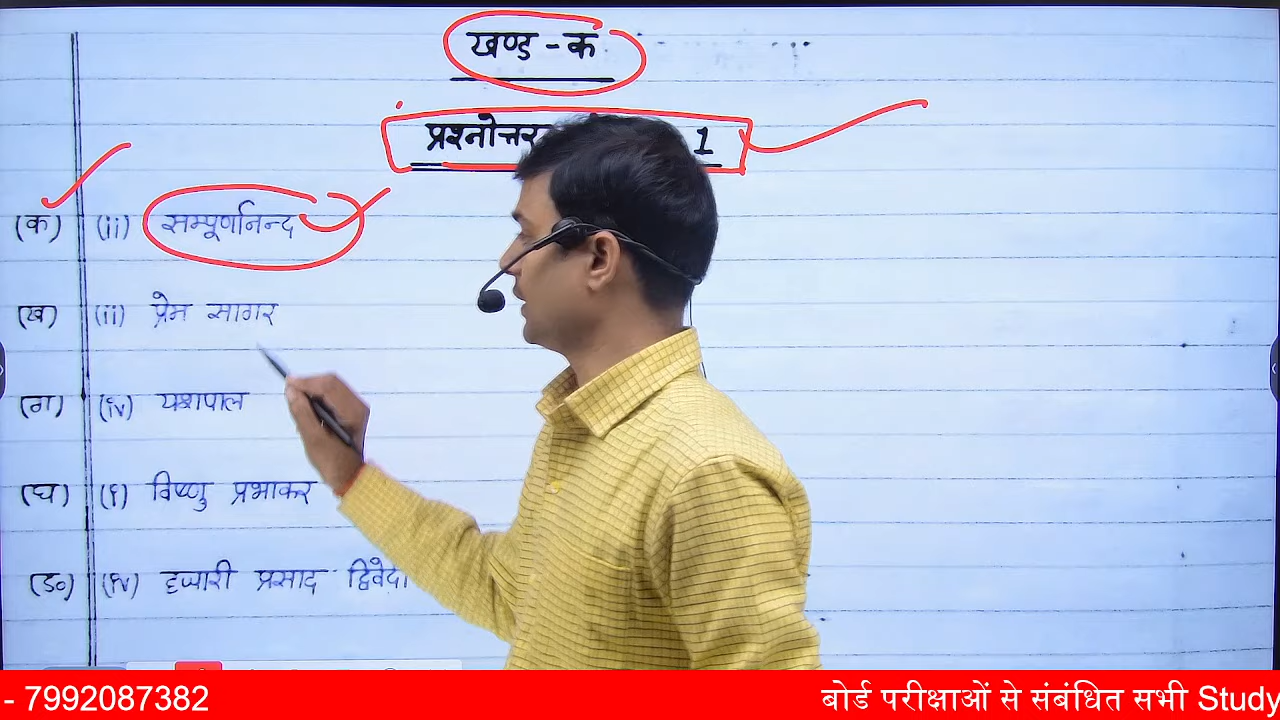 खण्ड - क
प्रश्नोत्तर 1
(क) (ii) सम्पूर्णानन्द
(ख) (ii) प्रेम सागर
(ग) (iv) यशपाल
(घ) (i) विष्णु प्रभाकर
(ड०) (iv) हजारी प्रसाद द्विवेदी
- 7992087382 बोर्ड परीक्षाओं से संबंधित सभी Study